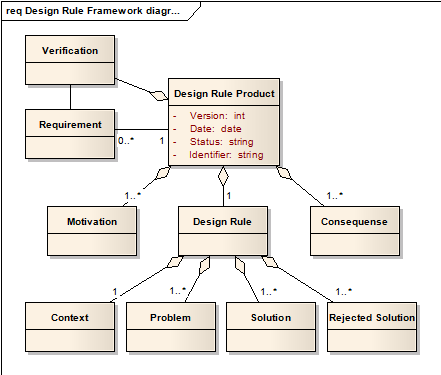 req Design Rule Framework diagr...
Verification
Design Rule Product
- Version: int
- Date: date
- Status: string
- Identifier: string
Requirement
0..*
1
1..*
1
1..*
Motivation
Design Rule
Consequense
1
1..*
1..*
1..*
Context
Problem
Solution
Rejected Solution